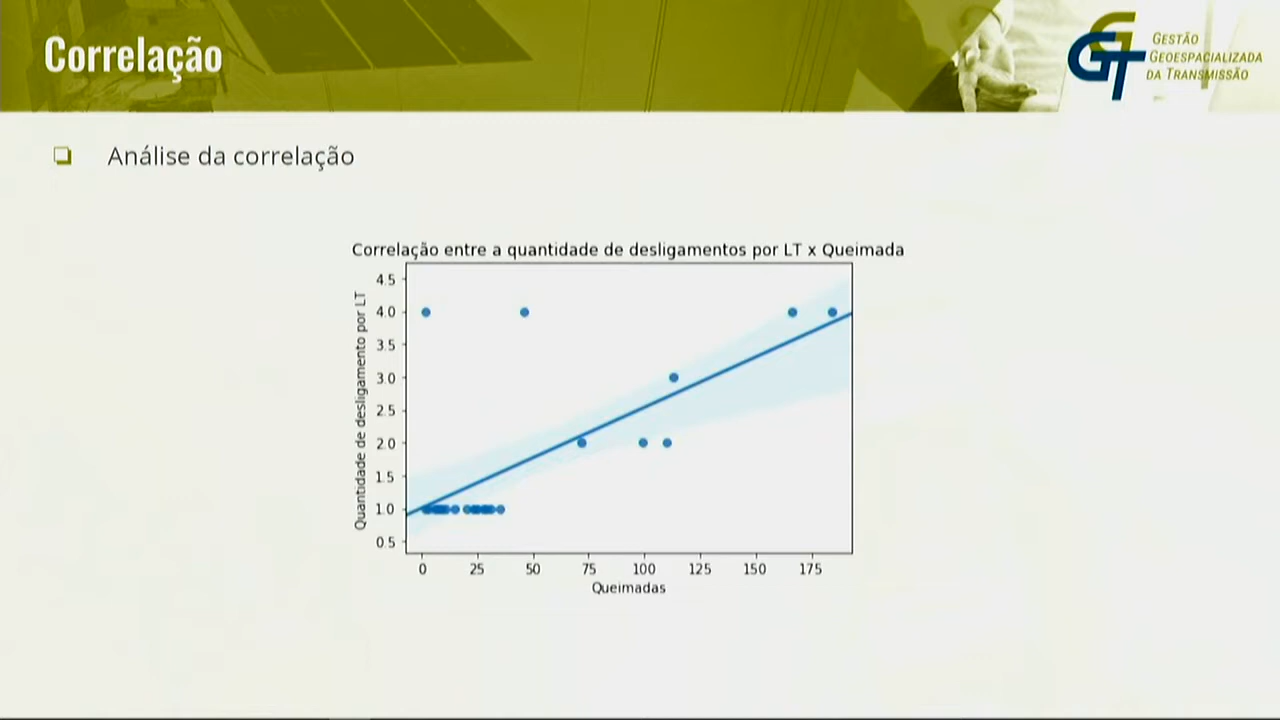 Correlação
GESTÃO
GEOESPACIALIZADA
DA TRANSMISSÃO
Análise da correlação
Correlação entre a quantidade de desligamentos por LT x Queimada
Quantidade de desligamento por LT
4.5
4.0
3.5
3.0
2.5
2.0
1.5
1.0
0.5
0 25 50 75 100 125 150 175
Queimadas